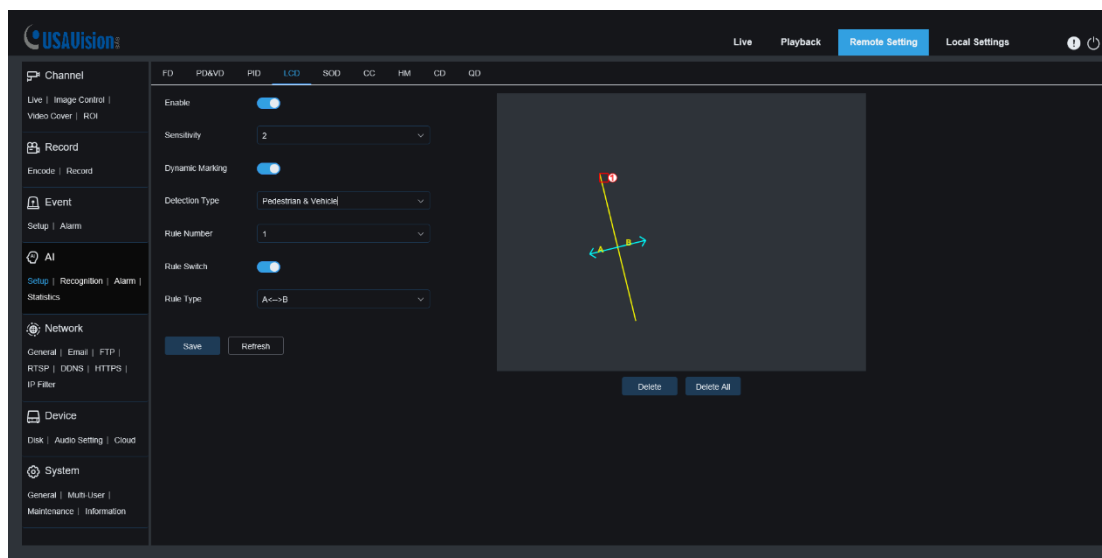 USAVision
Live Playback Remote Setting Local Settings
Channel
Live | Image Control |
Video Cover | ROI
Record
Encode | Record
Event
Setup | Alarm
AI
Setup | Recognition | Alarm |
Statistics
Network
General | Email | FTP |
RTSP | DDNS | HTTPS |
IP Filter
Device
Disk | Audio Setting | Cloud
System
General | Multi-User |
Maintenance | Information
FD PD&VD PID LCD SOD CC HM CD QD
Enable
Sensitivity 2
Dynamic Marking
Detection Type Pedestrian & Vehicle
Rule Number 1
Rule Switch
Rule Type A<-->B
Save Refresh
1
A B
Delete Delete All